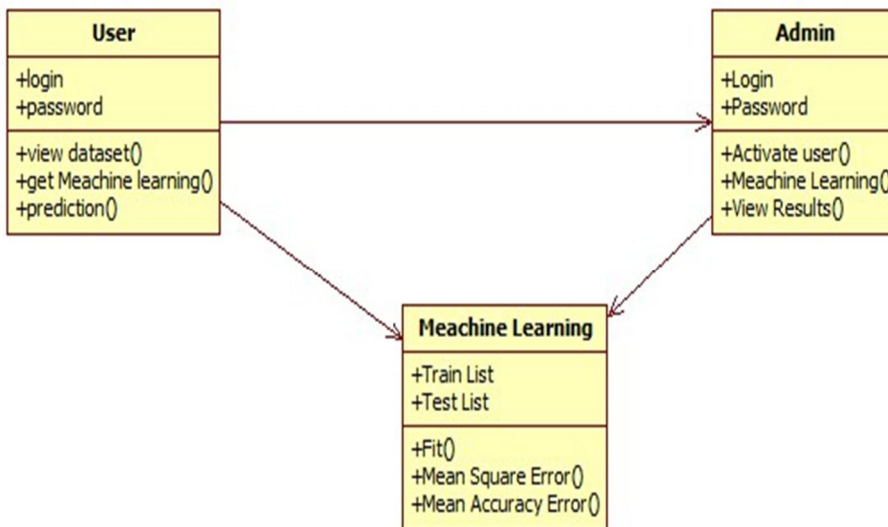 User
+login
+password
+view dataset()
+get Meachine learning()
+prediction()
Admin
+Login
+Password
+Activate user()
+Meachine Learning()
+View Results()
Meachine Learning
+Train List
+Test List
+Fit()
+Mean Square Error()
+Mean Accuracy Error()